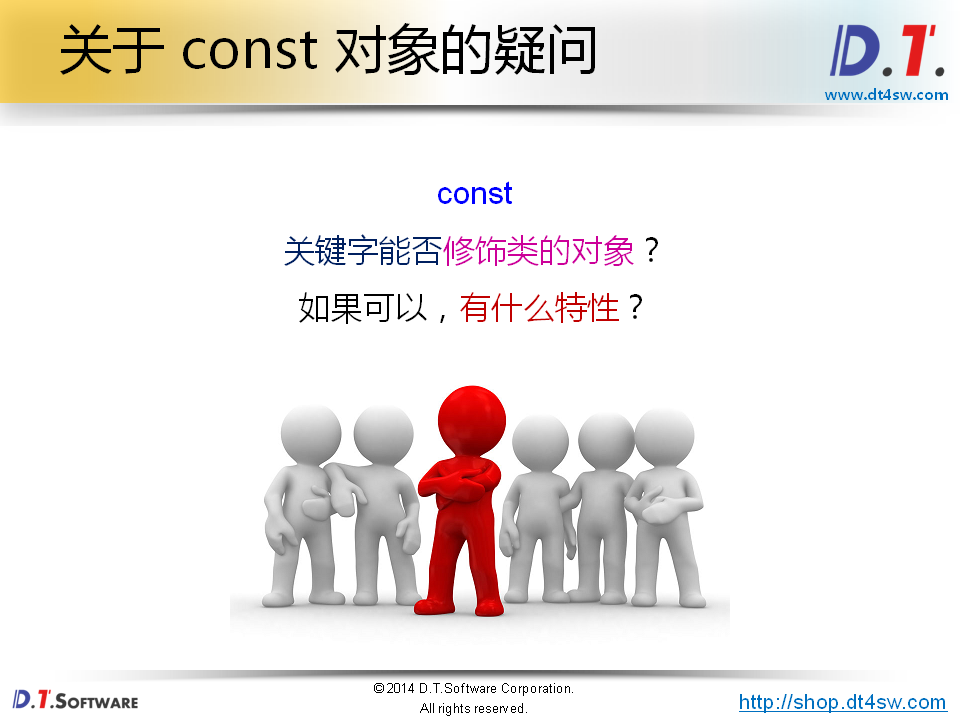 关于 const 对象的疑问
D.T.
www.dt4sw.com
const
关键字能否修饰类的对象？
如果可以，有什么特性？
D.T.SOFTWARE
©2014 D.T.Software Corporation.
All rights reserved.
http://shop.dt4sw.com